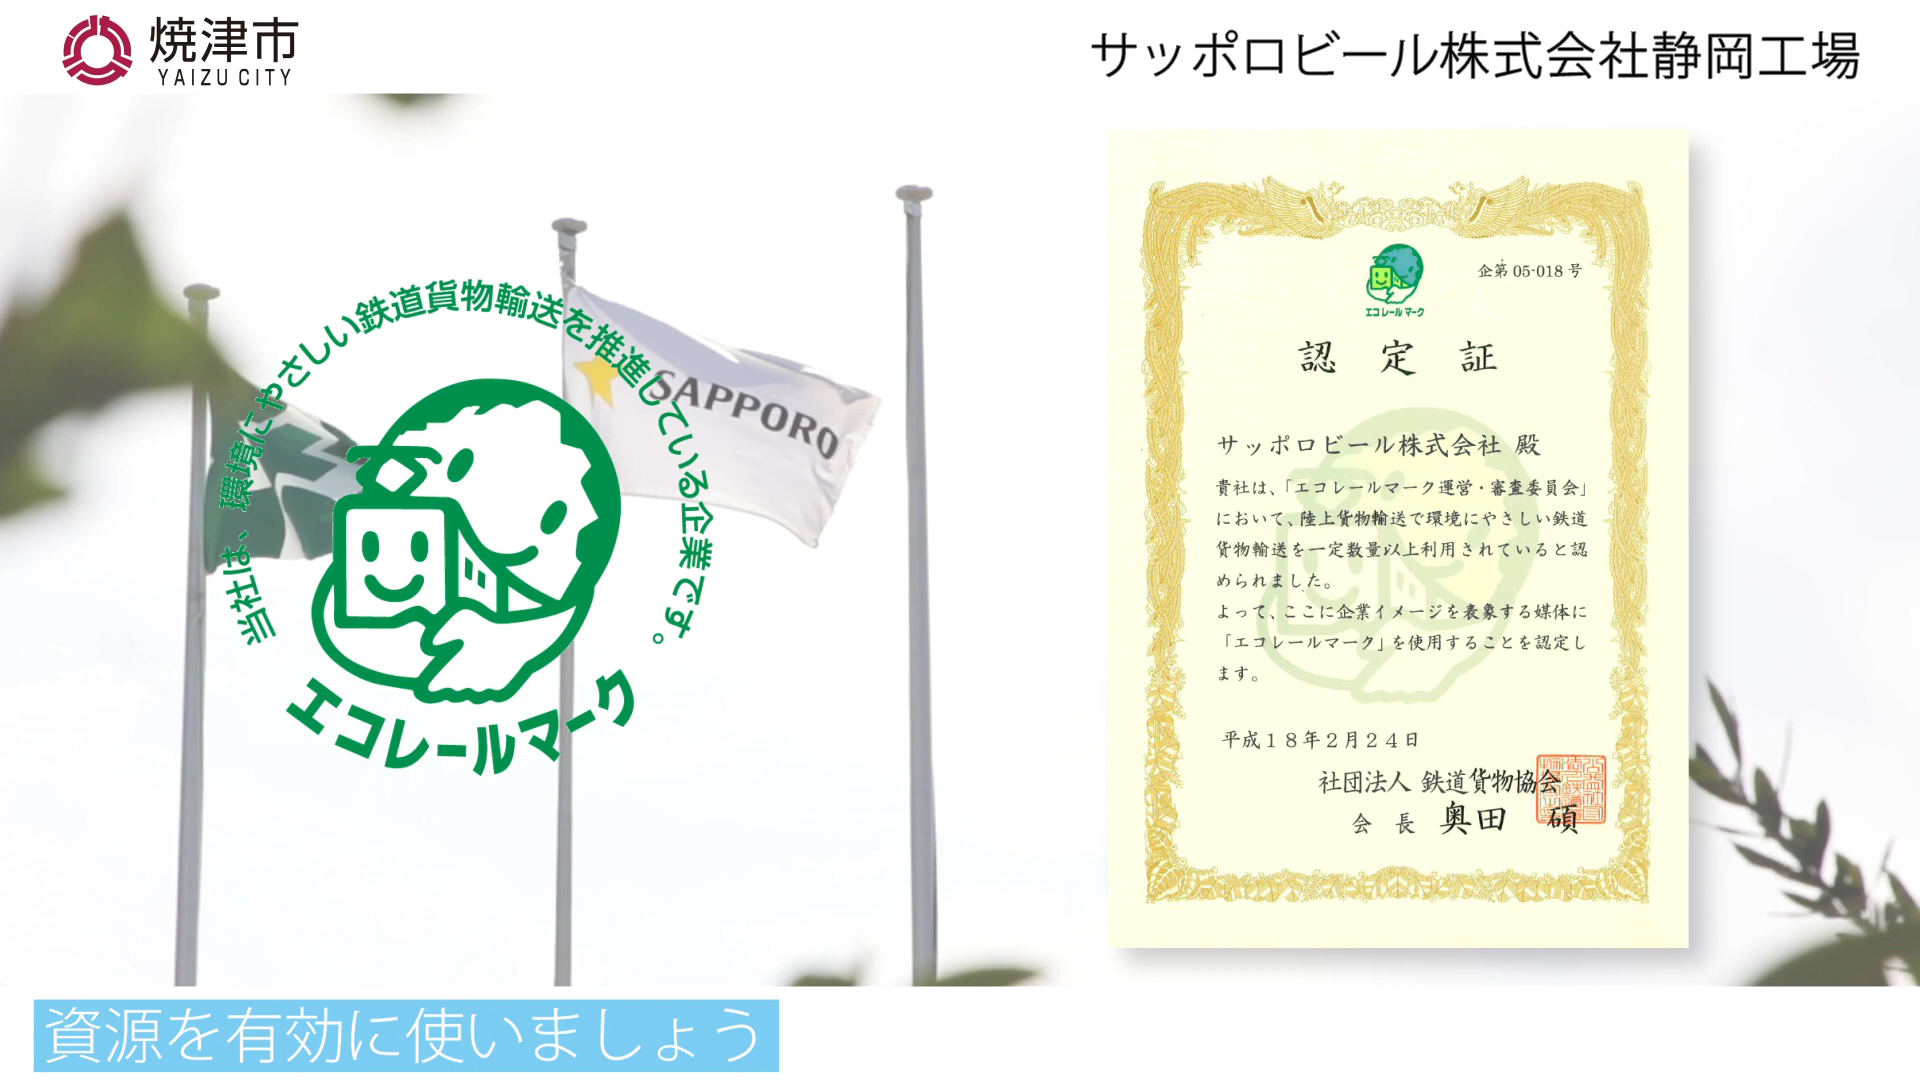 焼津市
YAIZU CITY
サッポロビール株式会社静岡工場
当社は、環境にやさしい鉄道貨物輸送を推進している企業です。
エコレールマーク
SAPPORO
エコレールマーク
企第 05-018 号
認定証
サッポロビール株式会社 殿
貴社は、「エコレールマーク運営・審査委員会」
において、陸上貨物輸送で環境にやさしい鉄道
貨物輸送を一定数量以上利用されていると認
められました。
よって、ここに企業イメージを表象する媒体に
「エコレールマーク」を使用することを認定し
ます。
平成18年2月24日
社団法人 鉄道貨物協会
会 長 奥田 碩
資源を有効に使いましょう